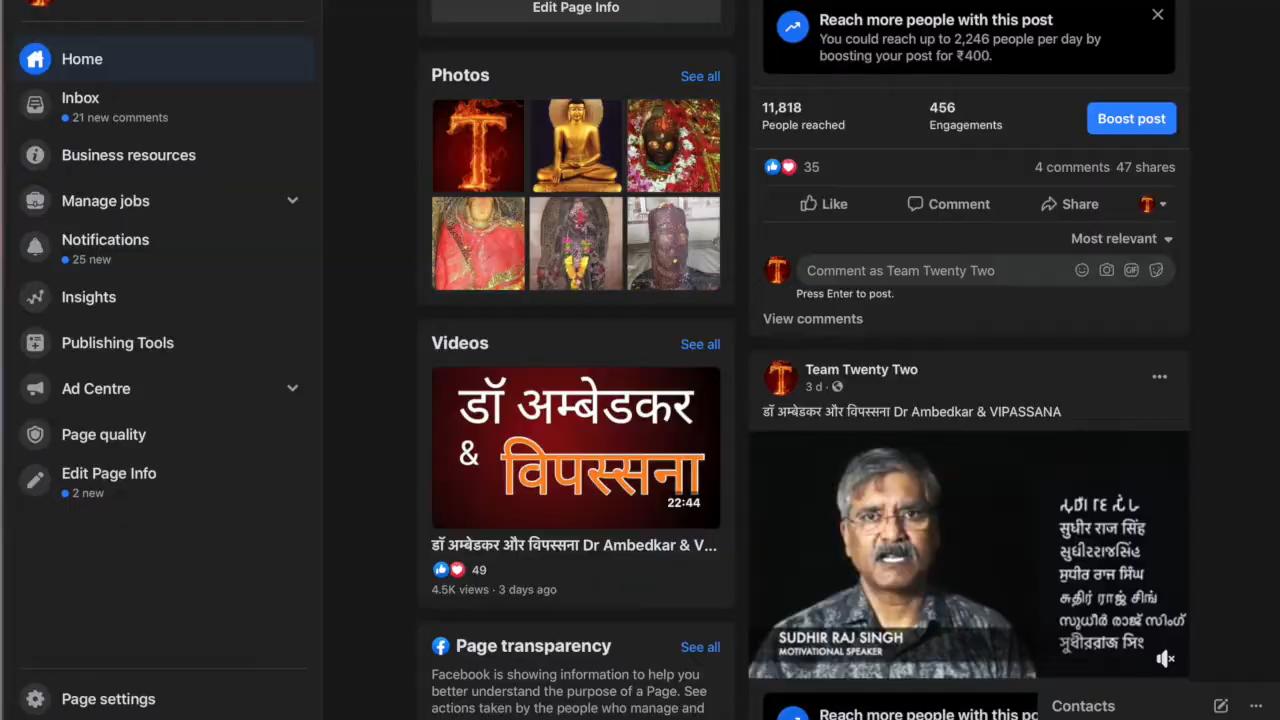 Home
Inbox
21 new comments
Business resources
Manage jobs
Notifications
25 new
Insights
Publishing Tools
Ad Centre
Page quality
Edit Page Info
2 new
Page settings
Edit Page Info
Photos
See all
T
Videos
See all
डॉ अम्बेडकर
&
विपस्सना
22:44
डॉ अम्बेडकर और विपस्सना Dr Ambedkar & V...
49
4.5K views · 3 days ago
Page transparency
See all
Facebook is showing information to help you
better understand the purpose of a Page. See
actions taken by the people who manage and
Reach more people with this post
You could reach up to 2,246 people per day by
boosting your post for ₹400.
11,818
People reached
456
Engagements
Boost post
35
4 comments 47 shares
Like
Comment
Share
Most relevant
Comment as Team Twenty Two
GIF
Press Enter to post.
View comments
Team Twenty Two
3 d ·
डॉ अम्बेडकर और विपस्सना Dr Ambedkar & VIPASSANA
सुधीर राज सिंह
SUDHIR RAJ SINGH
MOTIVATIONAL SPEAKER
Reach more people with this po
Contacts